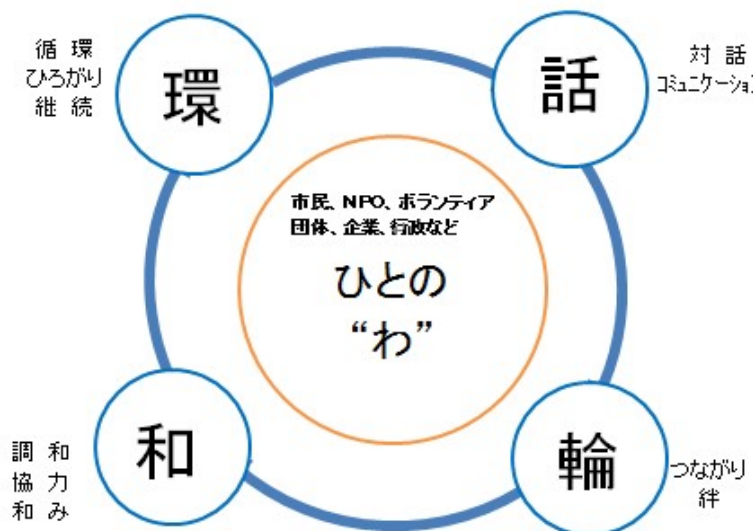 循環
ひろがり
継続
環
話
対話
コミュニケーション
市民、NPO、ボランティア
団体、企業、行政など
ひとの
“わ”
和
調和
協力
和み
輪
つながり
絆